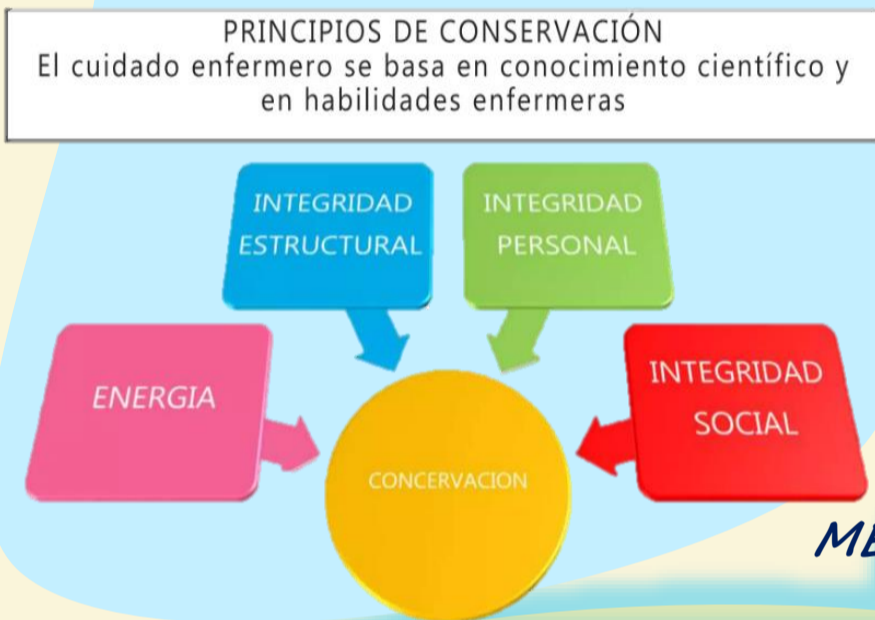 PRINCIPIOS DE CONSERVACIÓN
El cuidado enfermero se basa en conocimiento científico y
en habilidades enfermeras
INTEGRIDAD
ESTRUCTURAL
INTEGRIDAD
PERSONAL
ENERGIA
INTEGRIDAD
SOCIAL
CONCERVACION